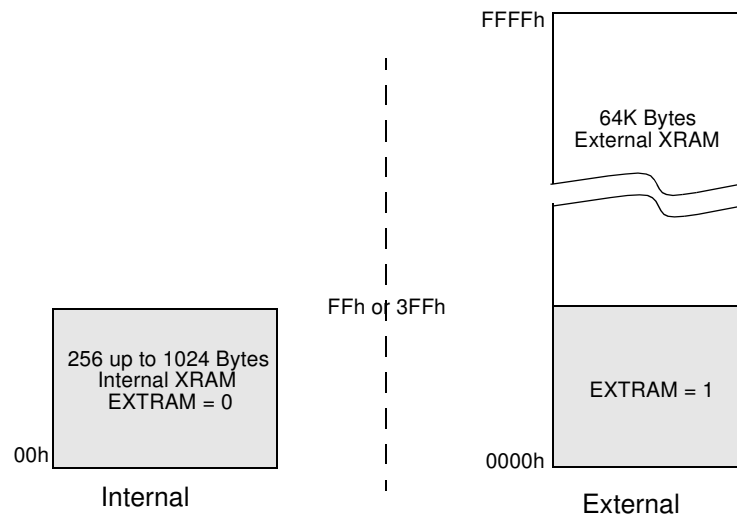 FFFFh
64K Bytes
External XRAM
FFh or 3FFh
256 up to 1024 Bytes
Internal XRAM
EXTRAM = 0
EXTRAM = 1
00h
0000h
Internal
External